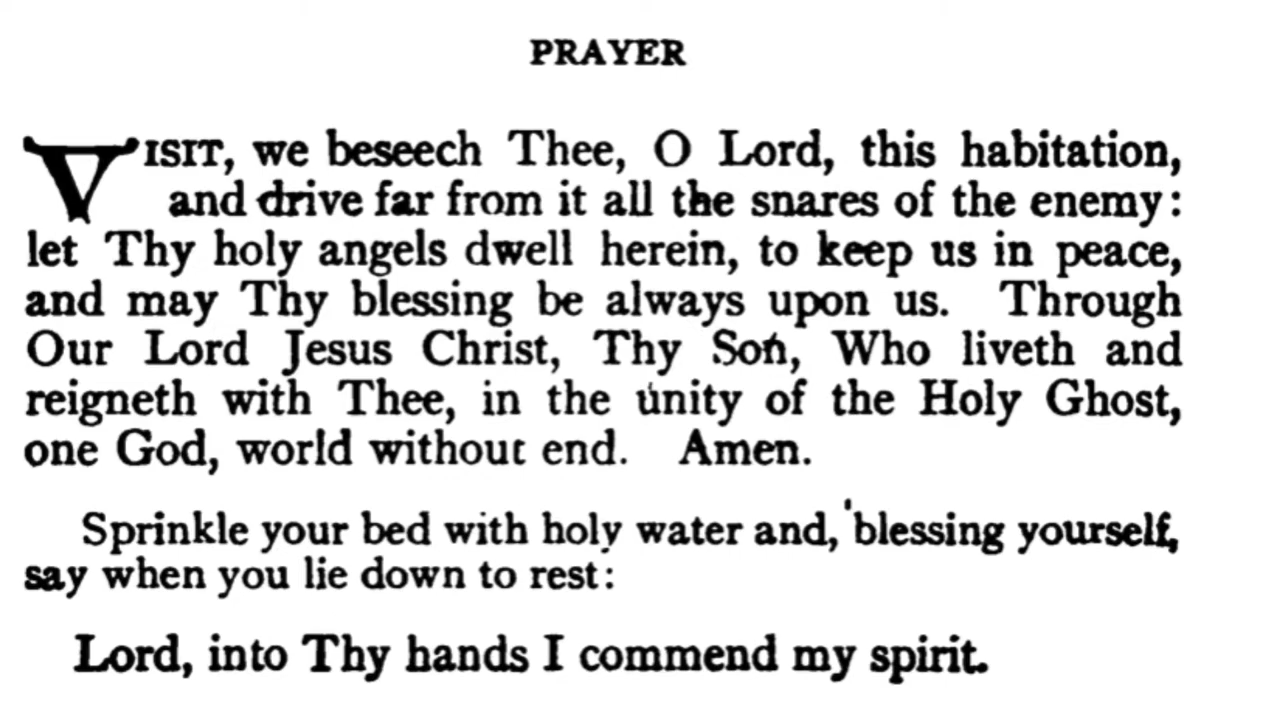 PRAYER
VISIT, we beseech Thee, O Lord, this habitation,
and drive far from it all the snares of the enemy:
let Thy holy angels dwell herein, to keep us in peace,
and may Thy blessing be always upon us. Through
Our Lord Jesus Christ, Thy Son, Who liveth and
reigneth with Thee, in the unity of the Holy Ghost,
one God, world without end. Amen.
Sprinkle your bed with holy water and, blessing yourself,
say when you lie down to rest:
Lord, into Thy hands I commend my spirit.